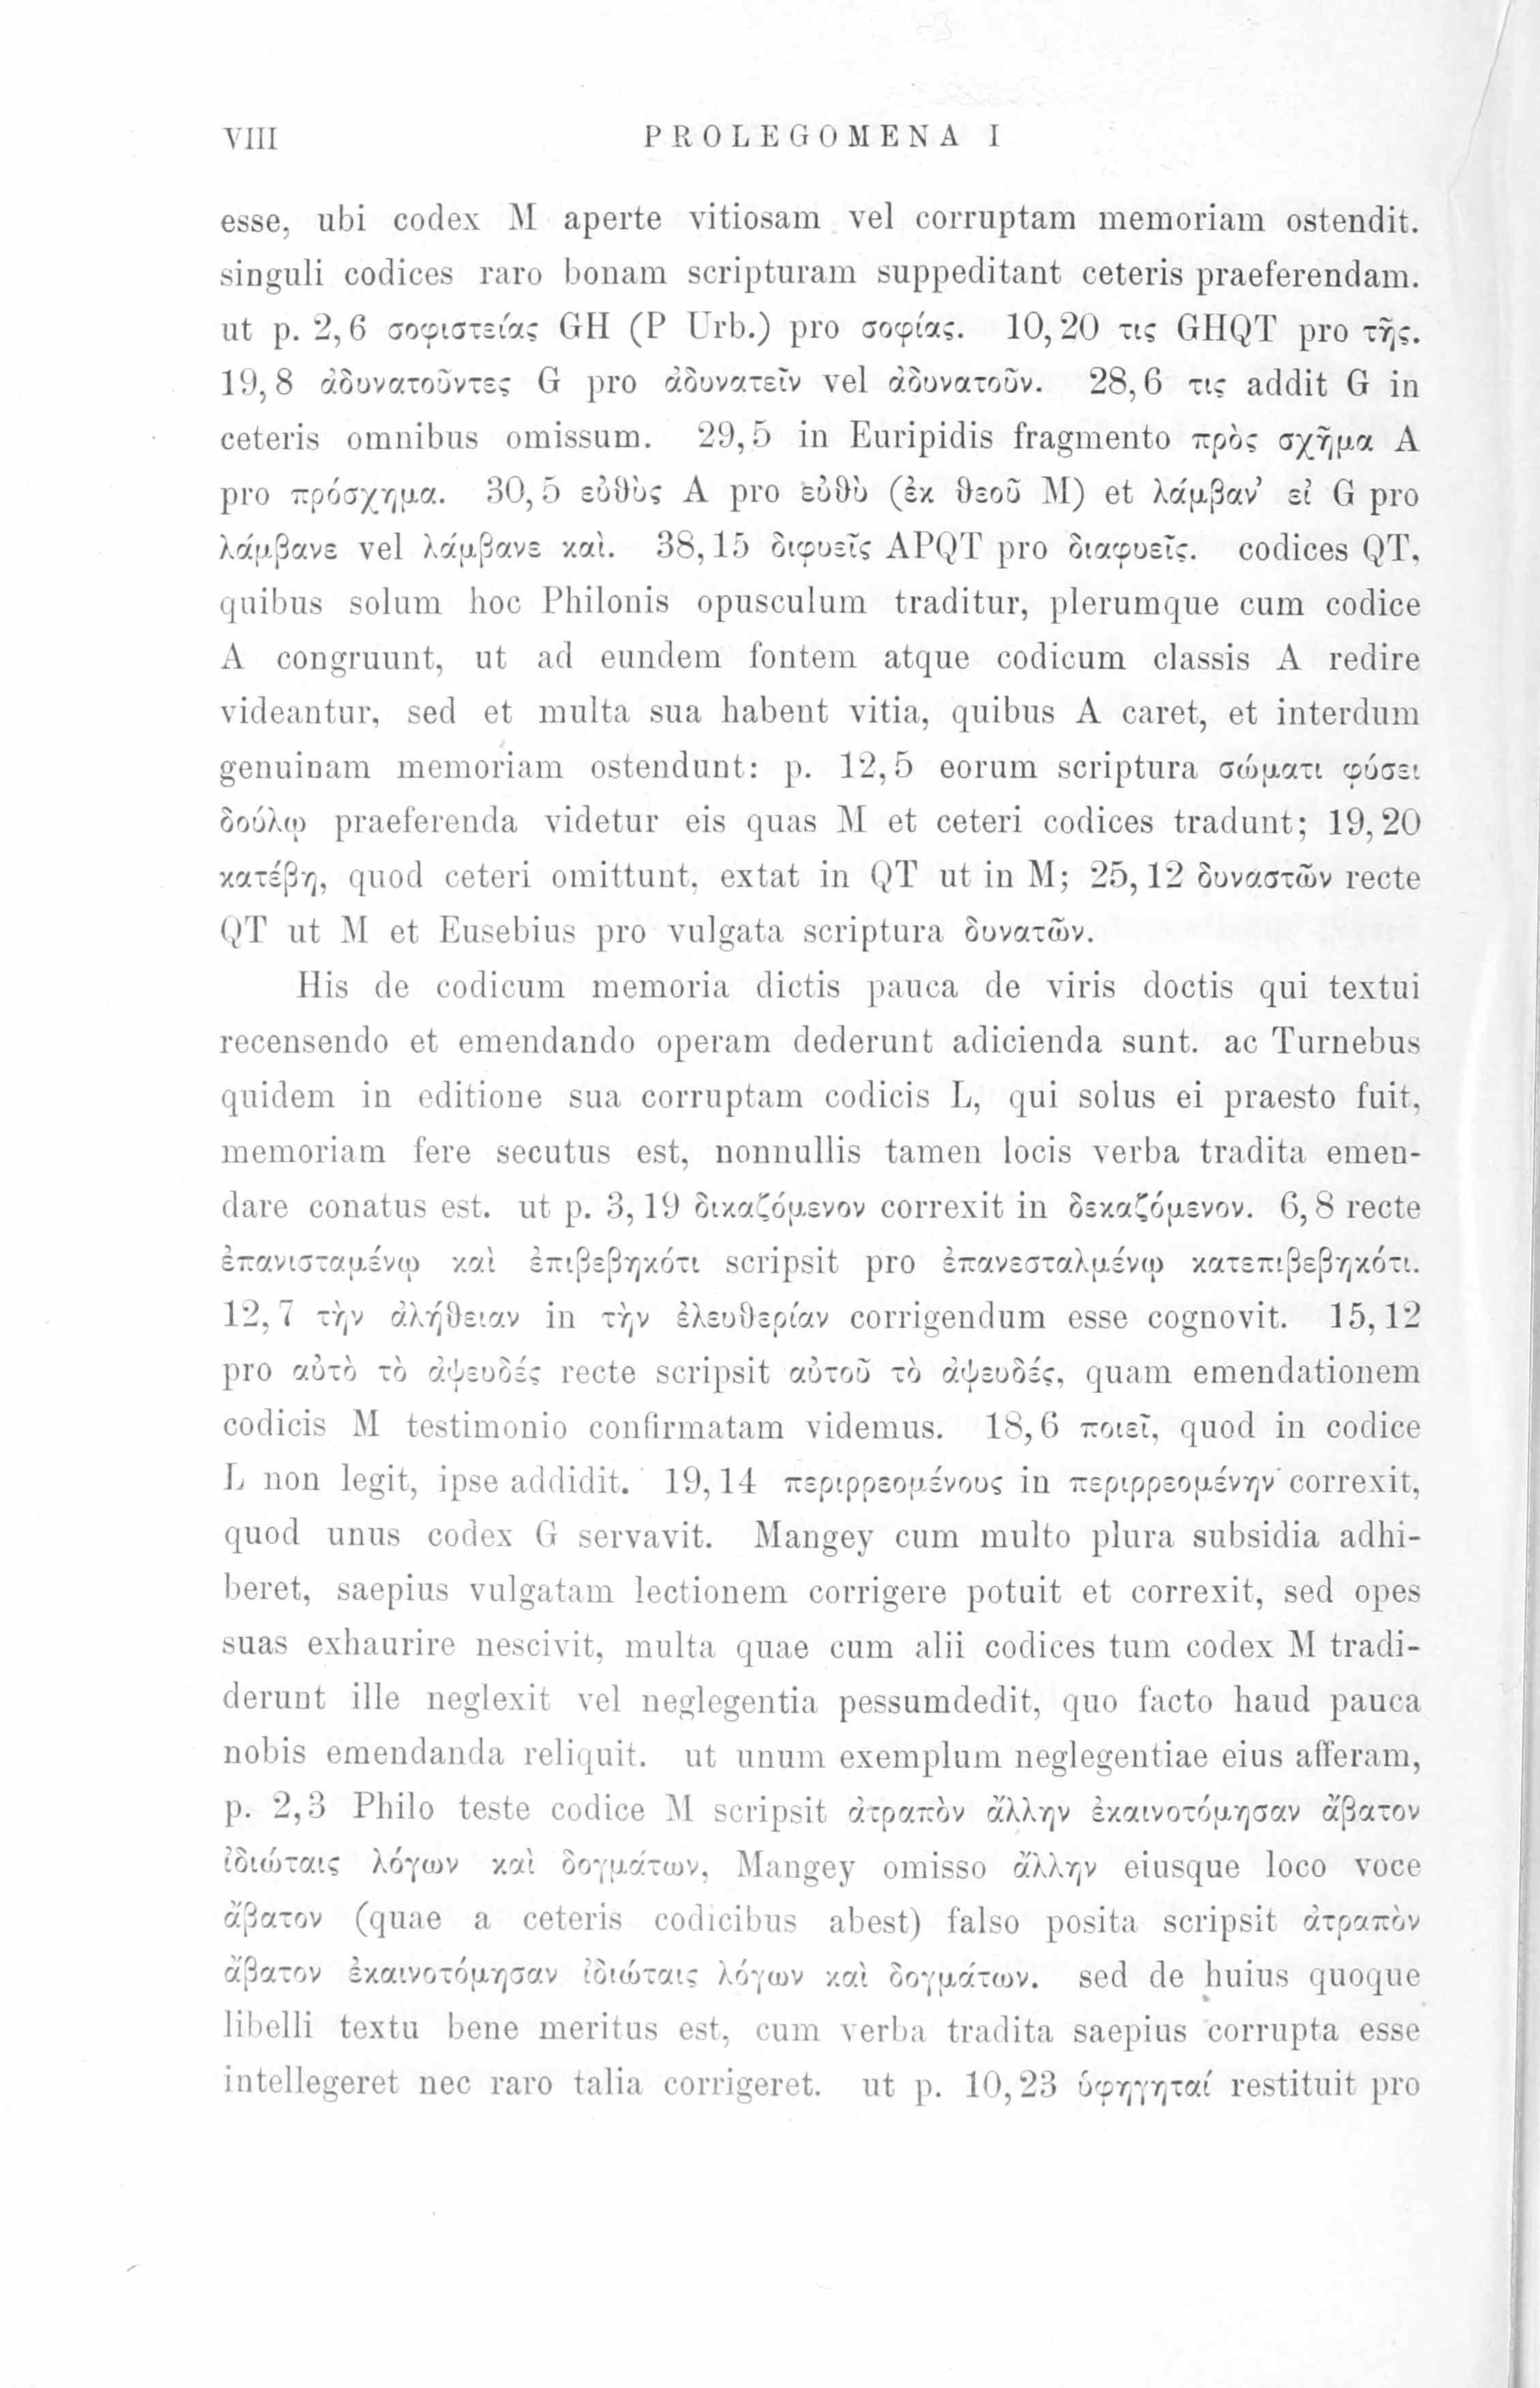 VIII PROLEGOMENA I
esse, ubi codex M aperte vitiosam vel corruptam memoriam ostendit.
singuli codices raro bonam scripturam suppeditant ceteris praeferendam.
ut p. 2,6 σοφιστείας GH (P Urb.) pro σοφίας. 10,20 τις GHQT pro τῆς.
19,8 ἀδυνατοῦντες G pro ἀδυνατεῖν vel ἀδυνατοῦν. 28,6 τις addit G in
ceteris omnibus omissum. 29,5 in Euripidis fragmento πρὸς σχῆμα A
pro πρόσχημα. 30,5 εὐθὺς A pro εὐθὺ (ἐκ θεοῦ M) et λάμβαν’ εἰ G pro
λάμβανε vel λάμβανε καὶ. 38,15 διφυεῖς APQT pro διαφυεῖς. codices QT,
quibus solum hoc Philonis opusculum traditur, plerumque cum codice
A congruunt, ut ad eundem fontem atque codicum classis A redire
videantur, sed et multa sua habent vitia, quibus A caret, et interdum
genuinam memoriam ostendunt: p. 12,5 eorum scriptura σώματι φύσει
δούλῳ praeferenda videtur eis quas M et ceteri codices tradunt; 19,20
κατέβη, quod ceteri omittunt, extat in QT ut in M; 25,12 δυναστῶν recte
QT ut M et Eusebius pro vulgata scriptura δυνατῶν.
His de codicum memoria dictis pauca de viris doctis qui textui
recensendo et emendando operam dederunt adicienda sunt. ac Turnebus
quidem in editione sua corruptam codicis L, qui solus ei praesto fuit,
memoriam fere secutus est, nonnullis tamen locis verba tradita emen-
dare conatus est. ut p. 3,19 δικαζόμενον correxit in δεκαζόμενον. 6,8 recte
ἐπανισταμένῳ καὶ ἐπιβεβηκότι scripsit pro ἐπανεσταλμένῳ κατεπιβεβηκότι.
12,7 τὴν ἀλήθειαν in τὴν ἐλευθερίαν corrigendum esse cognovit. 15,12
pro αὐτὸ τὸ ἀψευδές recte scripsit αὐτοῦ τὸ ἀψευδές, quam emendationem
codicis M testimonio confirmatam videmus. 18,6 ποιεῖ, quod in codice
L non legit, ipse addidit. 19,14 περιρρεομένους in περιρρεομένην correxit,
quod unus codex G servavit. Mangey cum multo plura subsidia adhi-
beret, saepius vulgatam lectionem corrigere potuit et correxit, sed opes
suas exhaurire nescivit, multa quae cum alii codices tum codex M tradi-
derunt ille neglexit vel neglegentia pessumdedit, quo facto haud pauca
nobis emendanda reliquit. ut unum exemplum neglegentiae eius afferam,
p. 2,3 Philo teste codice M scripsit ἀτραπὸν ἄλλην ἐκαινοτόμησαν ἄβατον
ἰδιώταις λόγων καὶ δογμάτων, Mangey omisso ἄλλην eiusque loco voce
ἄβατον (quae a ceteris codicibus abest) falso posita scripsit ἀτραπὸν
ἄβατον ἐκαινοτόμησαν ἰδιώταις λόγων καὶ δογμάτων. sed de huius quoque
libelli textu bene meritus est, cum verba tradita saepius corrupta esse
intellegeret nec raro talia corrigeret. ut p. 10,23 ὑφηγηταί restituit pro